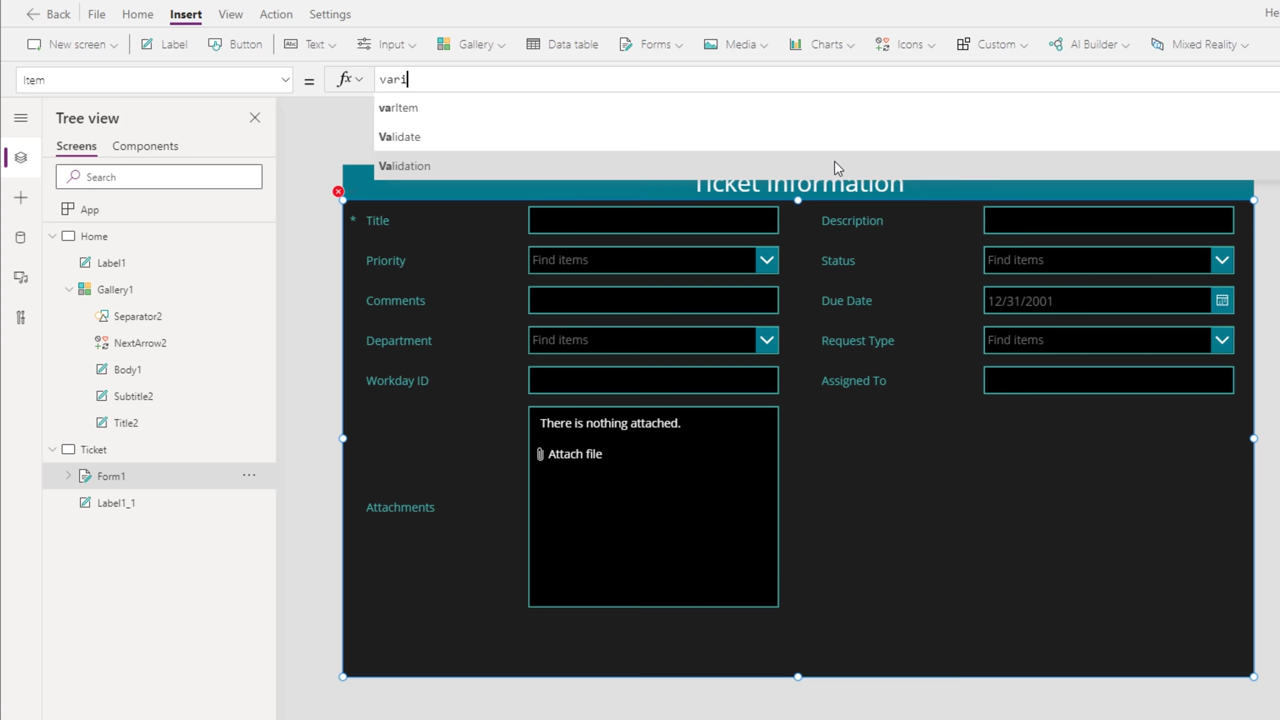 Back File Home Insert View Action Settings He
New screen Label Button Text Input Gallery Data table Forms Media Charts Icons Custom AI Builder Mixed Reality
Item = fx vari
varItem
Validate
Validation
Tree view
Screens Components
Search
App
Home
Label1
Gallery1
Separator2
NextArrow2
Body1
Subtitle2
Title2
Ticket
Form1 ...
Label1_1
Ticket Information
* Title Description
Priority Find items Status Find items
Comments Due Date 12/31/2001
Department Find items Request Type Find items
Workday ID Assigned To
Attachments There is nothing attached.
Attach file